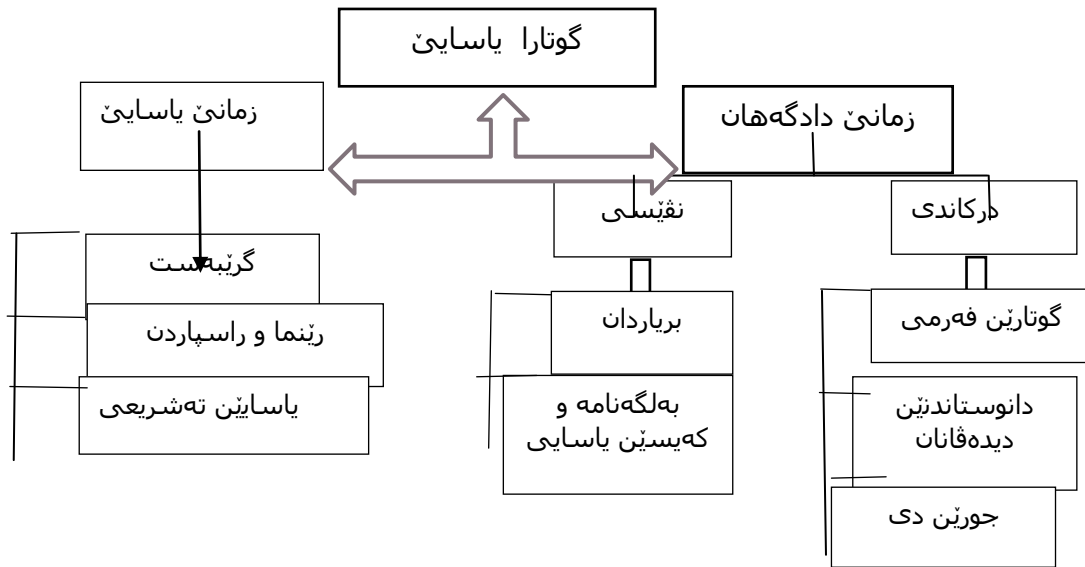 گوتارا یاسایێ
زمانێ دادگەهان
زمانێ یاسایێ
درکاندی
نڤێسی
گرێبەست
رێنما و راسپاردن
یاسایێن تەشریعی
بریاردان
بەلگەنامە و
کەیسێن یاسایی
گوتارێن فەرمی
دانوستاندنێن
دیدەڤانان
جورێن دی